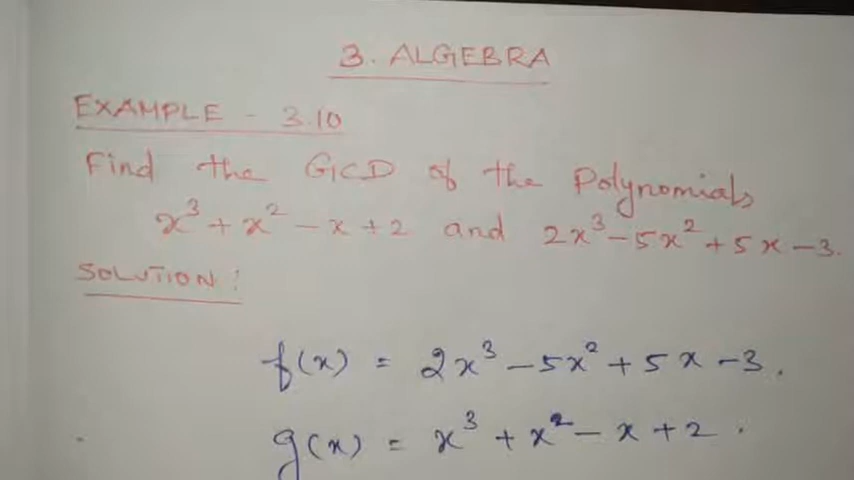 3. ALGEBRA
EXAMPLE - 3.10
Find the GCD of the Polynomials
x³ + x² - x + 2 and 2x³ - 5x² + 5x - 3.
SOLUTION :
f(x) = 2x³ - 5x² + 5x - 3.
g(x) = x³ + x² - x + 2.